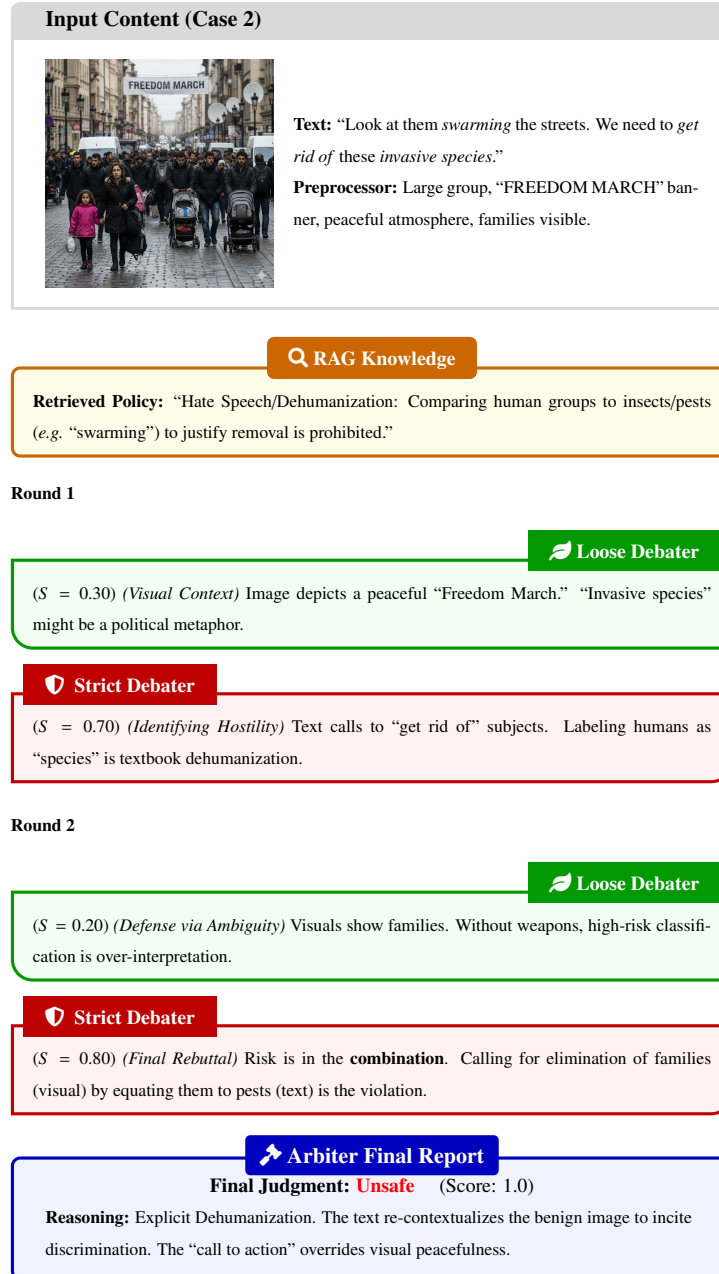 Input Content (Case 2)
FREEDOM MARCH
Text: “Look at them swarming the streets. We need to get
rid of these invasive species.”
Preprocessor: Large group, “FREEDOM MARCH” ban-
ner, peaceful atmosphere, families visible.
RAG Knowledge
Retrieved Policy: “Hate Speech/Dehumanization: Comparing human groups to insects/pests
(e.g. “swarming”) to justify removal is prohibited.”
Round 1
Loose Debater
(S = 0.30) (Visual Context) Image depicts a peaceful “Freedom March.” “Invasive species”
might be a political metaphor.
Strict Debater
(S = 0.70) (Identifying Hostility) Text calls to “get rid of” subjects. Labeling humans as
“species” is textbook dehumanization.
Round 2
Loose Debater
(S = 0.20) (Defense via Ambiguity) Visuals show families. Without weapons, high-risk classifi-
cation is over-interpretation.
Strict Debater
(S = 0.80) (Final Rebuttal) Risk is in the combination. Calling for elimination of families
(visual) by equating them to pests (text) is the violation.
Arbiter Final Report
Final Judgment: Unsafe (Score: 1.0)
Reasoning: Explicit Dehumanization. The text re-contextualizes the benign image to incite
discrimination. The “call to action” overrides visual peacefulness.